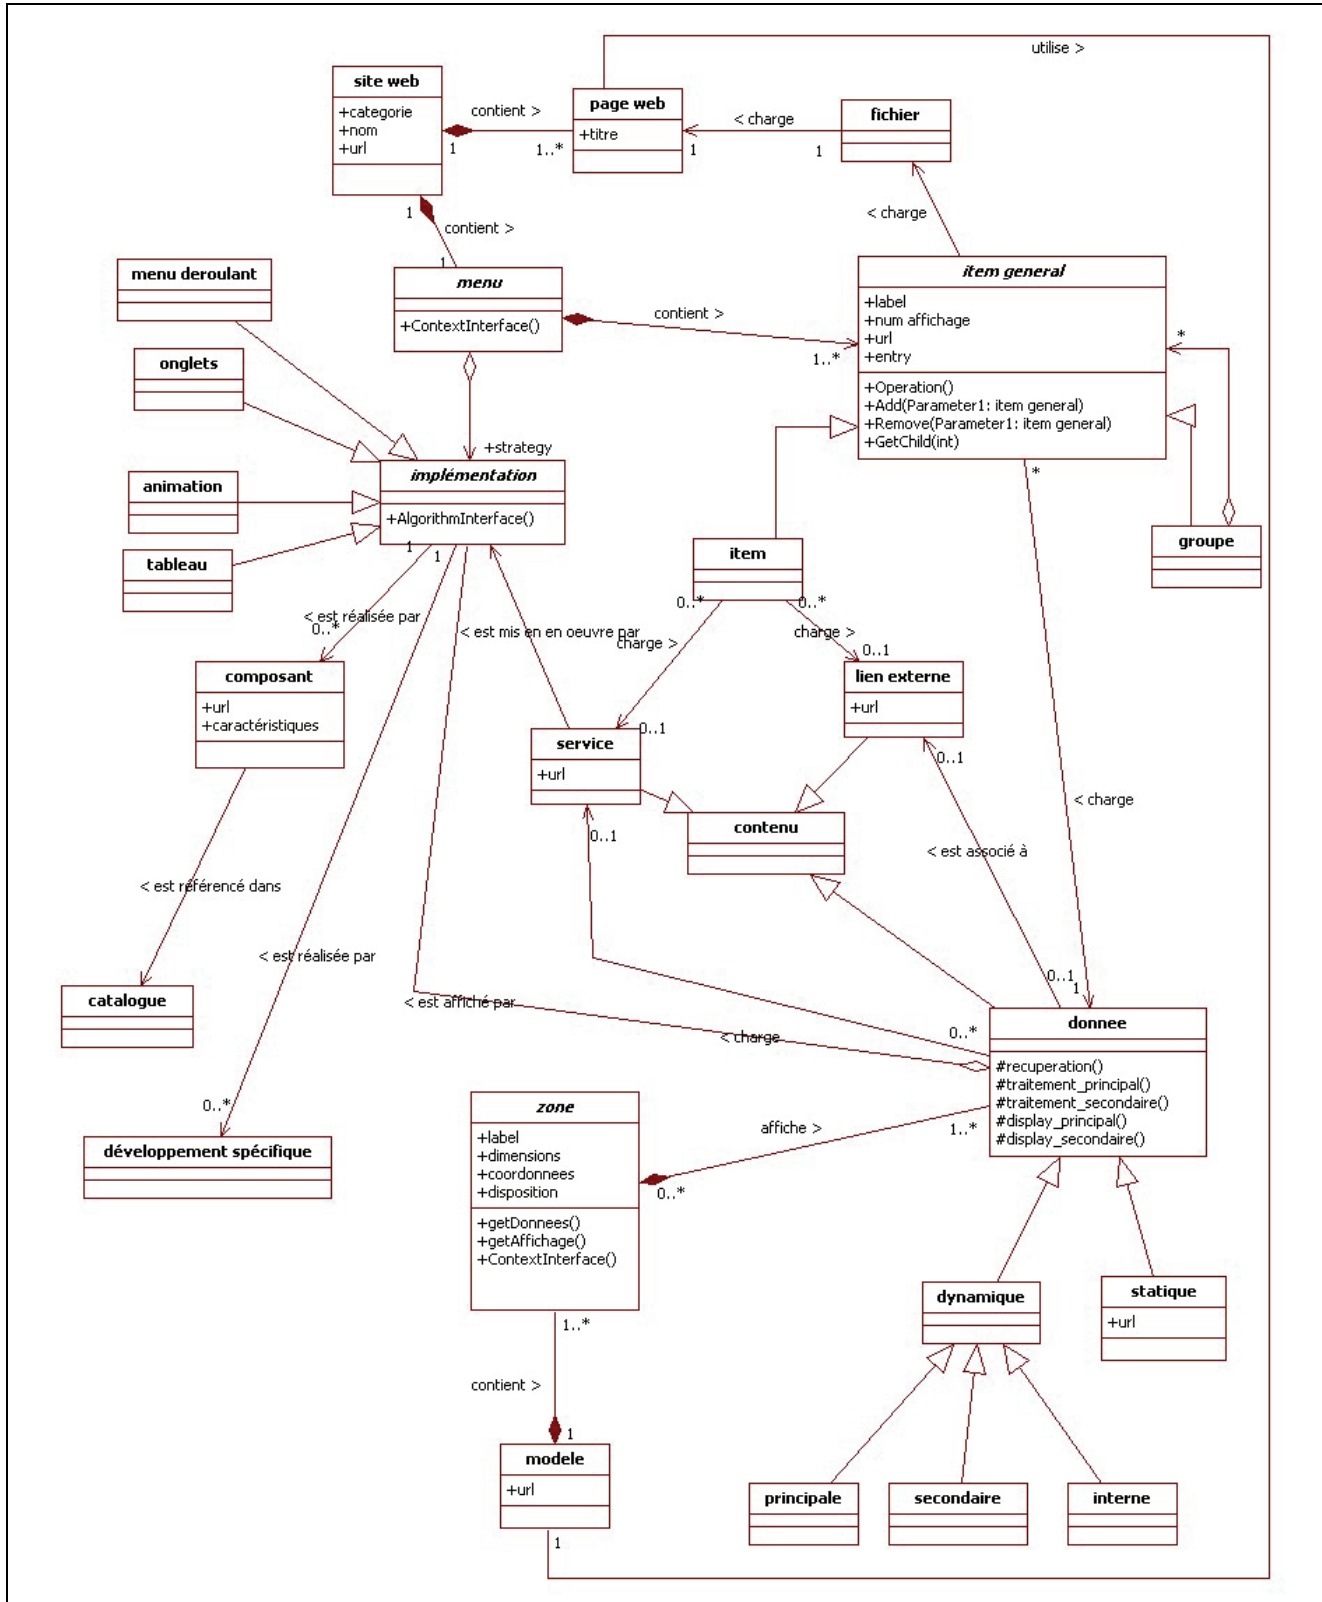 utilise >
site web
+categorie
+nom
+url
contient >
1
1..*
page web
+titre
< charge
1
1
fichier
< charge
1
contient >
1
menu deroulant
menu
+ContextInterface()
contient >
1..*
item general
+label
+num affichage
+url
+entry
+Operation()
+Add(Parameter1: item general)
+Remove(Parameter1: item general)
+GetChild(int)
*
*
onglets
+strategy
implémentation
+AlgorithmInterface()
1
1
animation
tableau
item
0..*
0..*
groupe
< est réalisée par
0..*
< est mis en en oeuvre par
charge >
charge >
0..1
composant
+url
+caractéristiques
lien externe
+url
0..1
service
+url
0..1
0..1
contenu
< charge
< est associé à
< est référencé dans
< est réalisée par
catalogue
< est affiché par
< charge
0..1
1
0..*
donnee
#recuperation()
#traitement_principal()
#traitement_secondaire()
#display_principal()
#display_secondaire()
0..*
développement spécifique
zone
+label
+dimensions
+coordonnees
+disposition
+getDonnees()
+getAffichage()
+ContextInterface()
affiche >
1..*
0..*
dynamique
statique
+url
1..*
contient >
1
modele
+url
1
principale
secondaire
interne